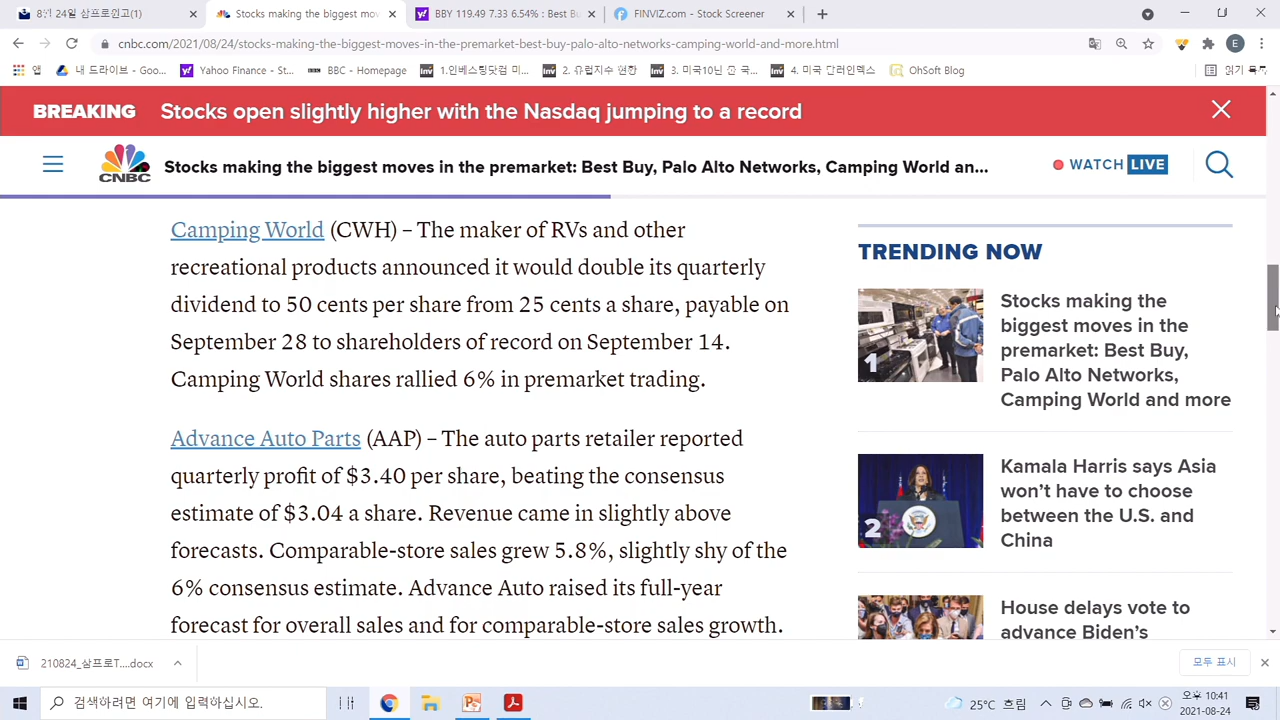 8월 24일 삼프로원고(1)
Stocks making the biggest mov
BBY 119.49 7.33 6.54% : Best Bu
FINVIZ.com - Stock Screener
cnbc.com/2021/08/24/stocks-making-the-biggest-moves-in-the-premarket-best-buy-palo-alto-networks-camping-world-and-more.html
E
앱
내 드라이브 - Goo...
Yahoo Finance - St...
BBC - Homepage
1.인베스팅닷컴 미...
2. 유럽지수 현황
3. 미국10년 준 국...
4. 미국 달러인덱스
OhSoft Blog
읽기 목록
BREAKING Stocks open slightly higher with the Nasdaq jumping to a record
CNBC
Stocks making the biggest moves in the premarket: Best Buy, Palo Alto Networks, Camping World an...
WATCH LIVE
Camping World (CWH) – The maker of RVs and other
recreational products announced it would double its quarterly
dividend to 50 cents per share from 25 cents a share, payable on
September 28 to shareholders of record on September 14.
Camping World shares rallied 6% in premarket trading.
Advance Auto Parts (AAP) – The auto parts retailer reported
quarterly profit of $3.40 per share, beating the consensus
estimate of $3.04 a share. Revenue came in slightly above
forecasts. Comparable-store sales grew 5.8%, slightly shy of the
6% consensus estimate. Advance Auto raised its full-year
forecast for overall sales and for comparable-store sales growth.
TRENDING NOW
1
Stocks making the
biggest moves in the
premarket: Best Buy,
Palo Alto Networks,
Camping World and more
2
Kamala Harris says Asia
won't have to choose
between the U.S. and
China
House delays vote to
advance Biden's
210824_삼프로T....docx
모두 표시
검색하려면 여기에 입력하십시오.
25°C 흐림
오후 10:41
2021-08-24